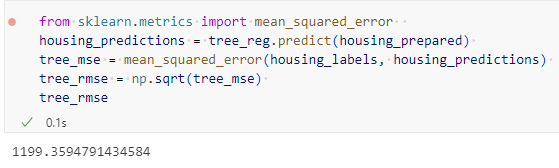 from sklearn.metrics import mean_squared_error
housing_predictions = tree_reg.predict(housing_prepared)
tree_mse = mean_squared_error(housing_labels, housing_predictions)
tree_rmse = np.sqrt(tree_mse)
tree_rmse
0.1s
1199.3594791434584